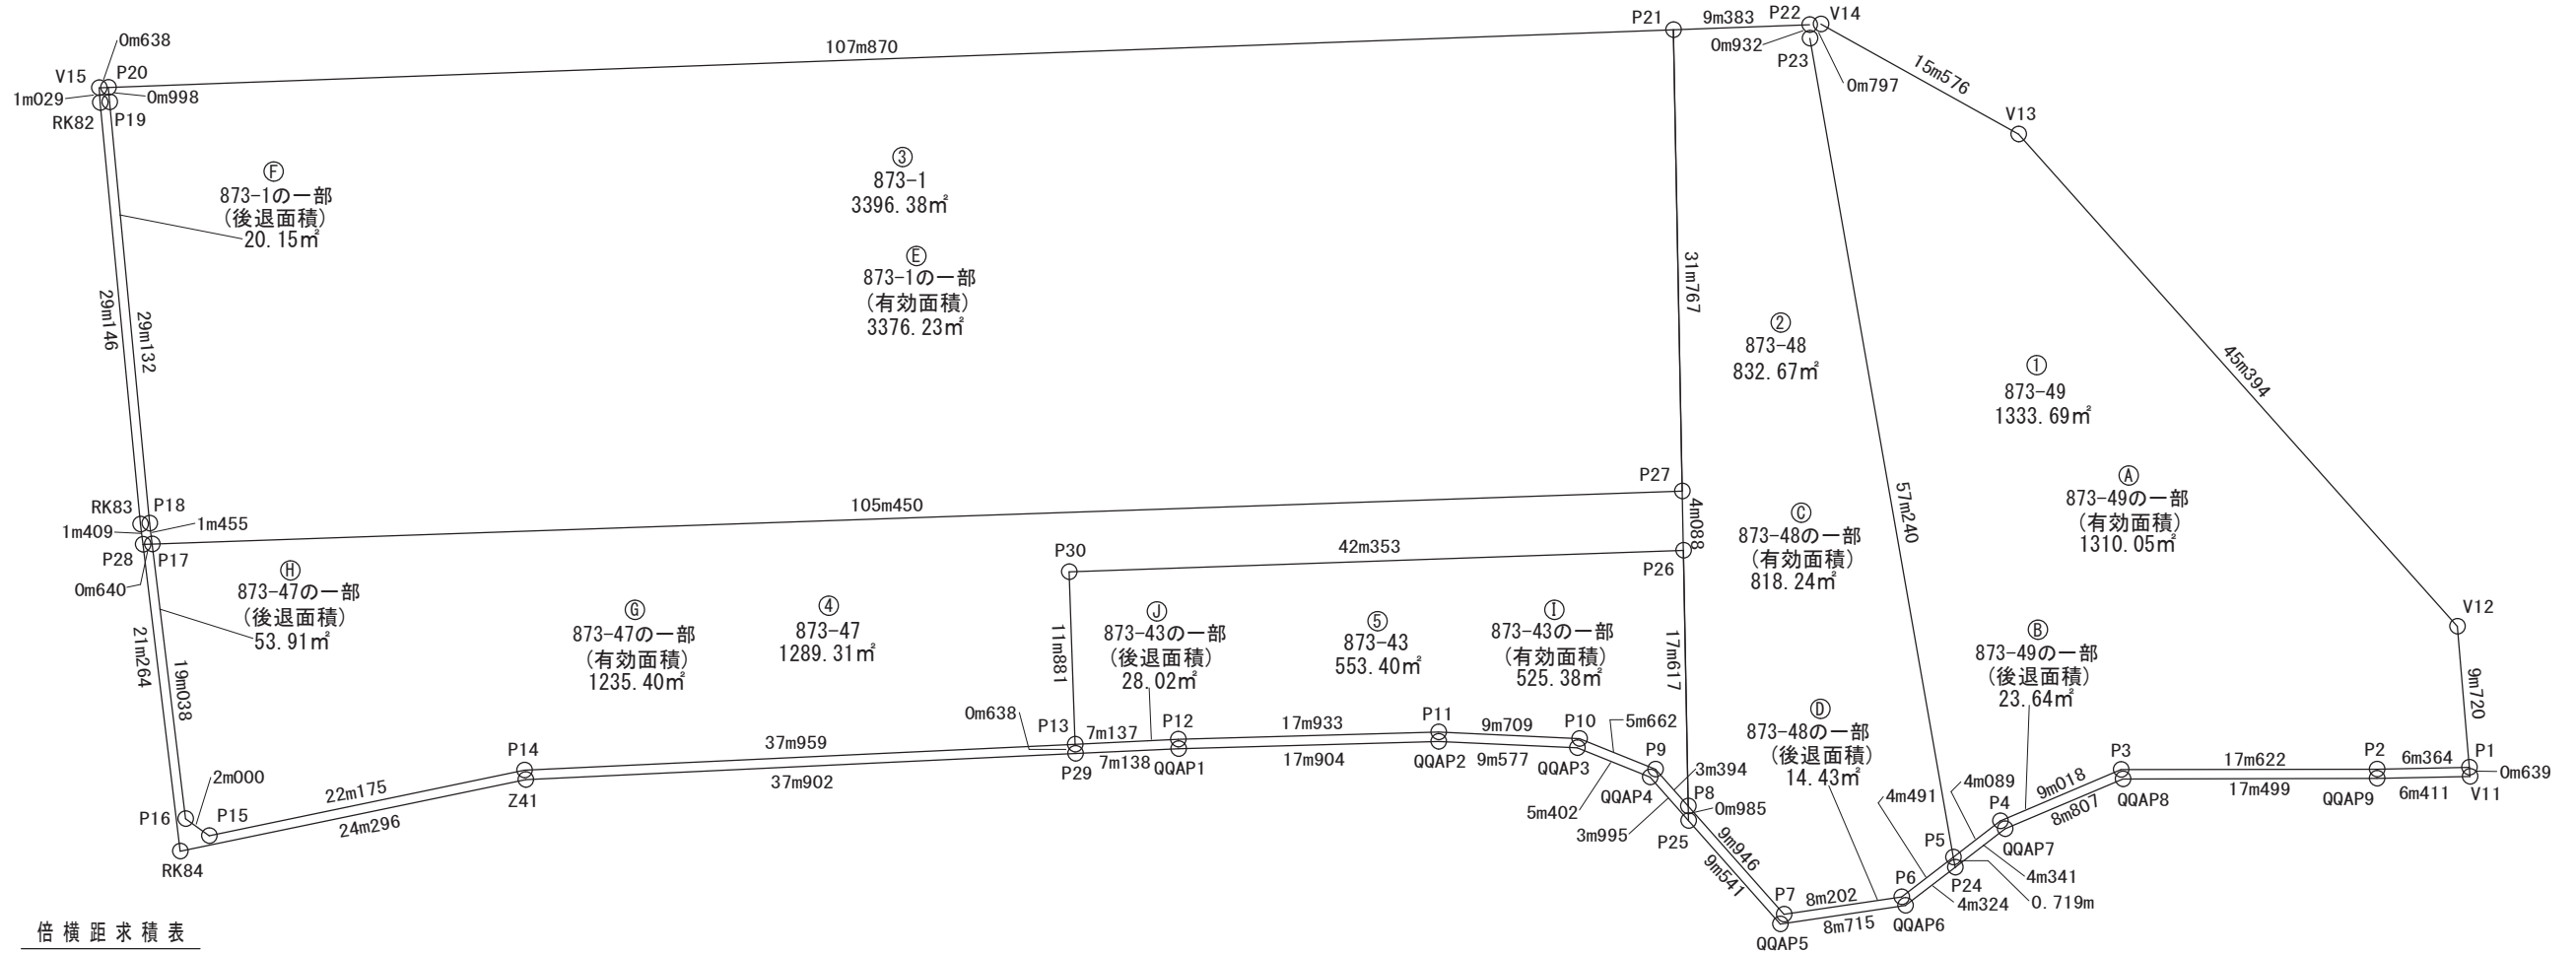 P21
9m383
P22
V14
0m638
107m870
0m932
P23
15m576
V15
P20
1m029
0m998
0m797
RK82
P19
V13
Ⓕ
873-1の一部
(後退面積)
20.15㎡
③
873-1
3396.38㎡
Ⓔ
873-1の一部
(有効面積)
3376.23㎡
31m767
29m146
29m132
②
873-48
832.67㎡
①
873-49
1333.69㎡
45m394
P27
Ⓐ
873-49の一部
(有効面積)
1310.05㎡
57m240
RK83
P18
105m450
4m088
1m409
1m455
Ⓒ
873-48の一部
(有効面積)
818.24㎡
P28
P17
P30
42m353
P26
0m640
Ⓗ
873-47の一部
(後退面積)
53.91㎡
Ⓖ
873-47の一部
(有効面積)
1235.40㎡
④
873-47
1289.31㎡
11m881
Ⓙ
873-43の一部
(後退面積)
28.02㎡
⑤
873-43
553.40㎡
Ⓘ
873-43の一部
(有効面積)
525.38㎡
17m617
V12
Ⓑ
873-49の一部
(後退面積)
23.64㎡
21m264
19m038
9m720
0m638
P13
7m137
P12
17m933
P11
9m709
P10
5m662
Ⓓ
873-48の一部
(後退面積)
14.43㎡
P14
37m959
P29
7m138
QQAP1
17m904
QQAP2
9m577
QQAP3
P9
3m394
P3
17m622
P2
6m364
P1
0m639
2m000
22m175
Z41
37m902
QQAP4
P8
0m985
4m491
4m089
9m018
QQAP8
17m499
QQAP9
6m411
V11
P16
P15
24m296
5m402
3m995
P25
P4
8m807
RK84
9m946
9m541
P5
QQAP7
P7
8m202
P6
P24
4m341
4m324
0.719m
QQAP5
8m715
QQAP6
倍横距求積表